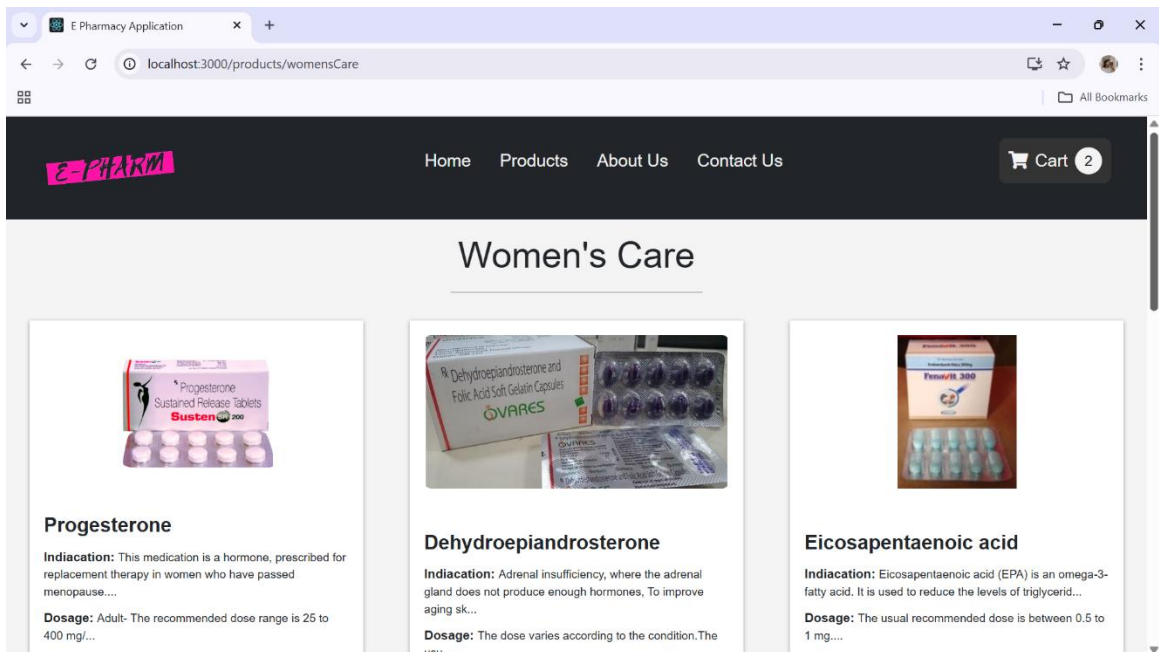 E Pharmacy Application
localhost:3000/products/womensCare
All Bookmarks
E-PHARM
Home Products About Us Contact Us
Cart 2
Women's Care
Progesterone
Sustained Release Tablets
Susten SR 200
Rx Dehydroepiandrosterone and
Folic Acid Soft Gelatin Capsules
OVARES
OVARES
Fenavit 300
Progesterone
Indiacation: This medication is a hormone, prescribed for
replacement therapy in women who have passed
menopause....
Dosage: Adult- The recommended dose range is 25 to
400 mg/...
Dehydroepiandrosterone
Indiacation: Adrenal insufficiency, where the adrenal
gland does not produce enough hormones, To improve
aging sk...
Dosage: The dose varies according to the condition.The
Eicosapentaenoic acid
Indiacation: Eicosapentaenoic acid (EPA) is an omega-3-
fatty acid. It is used to reduce the levels of triglycerid...
Dosage: The usual recommended dose is between 0.5 to
1 mg....